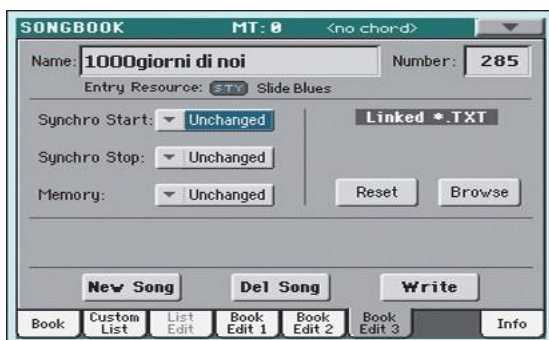 SONGBOOK MT: 0 <no chord>
Name: 1000giorni di noi Number: 285
Entry Resource: STY Slide Blues
Synchro Start: Unchanged Linked *.TXT
Synchro Stop: Unchanged
Memory: Unchanged Reset Browse
New Song Del Song Write
Book Custom List List Edit Book Edit 1 Book Edit 2 Book Edit 3 Info